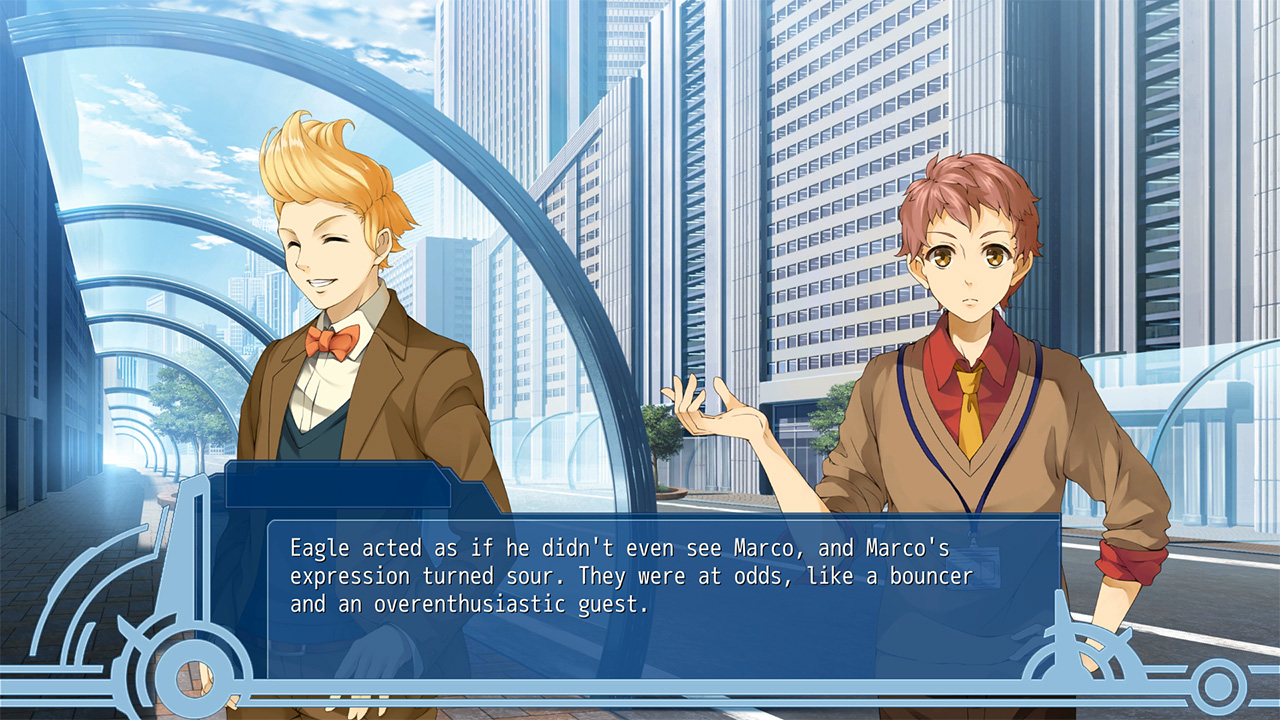 Eagle acted as if he didn't even see Marco, and Marco's
expression turned sour. They were at odds, like a bouncer
and an overenthusiastic guest.